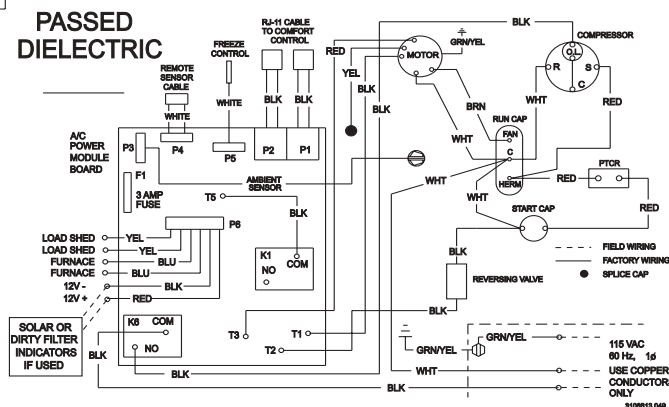 PASSED
DIELECTRIC
RJ-11 CABLE
TO COMFORT
CONTROL
FREEZE
CONTROL
REMOTE
SENSOR
CABLE
WHITE
WHITE
BLK
BLK
RED
YEL
BLK
BLK
BLK
GRN/YEL
MOTOR
COMPRESSOR
O.L.
R
S
C
WHT
RED
BRN
WHT
RUN CAP
FAN
C
HERM
RED
PTCR
RED
WHT
WHT
START CAP
A/C
POWER
MODULE
BOARD
P3
P4
P5
P2
P1
F1
3 AMP
FUSE
AMBIENT
SENSOR
T5
BLK
P6
K1
NO
COM
LOAD SHED
YEL
LOAD SHED
YEL
FURNACE
BLU
FURNACE
BLU
12V -
BLK
12V +
RED
SOLAR OR
DIRTY FILTER
INDICATORS
IF USED
K6
COM
NO
BLK
T3
T1
T2
BLK
BLK
REVERSING VALVE
BLK
FIELD WIRING
FACTORY WIRING
SPLICE CAP
GRN/YEL
GRN/YEL
WHT
BLK
BLK
115 VAC
60 Hz, 1ø
USE COPPER
CONDUCTORS
ONLY
3108613.049